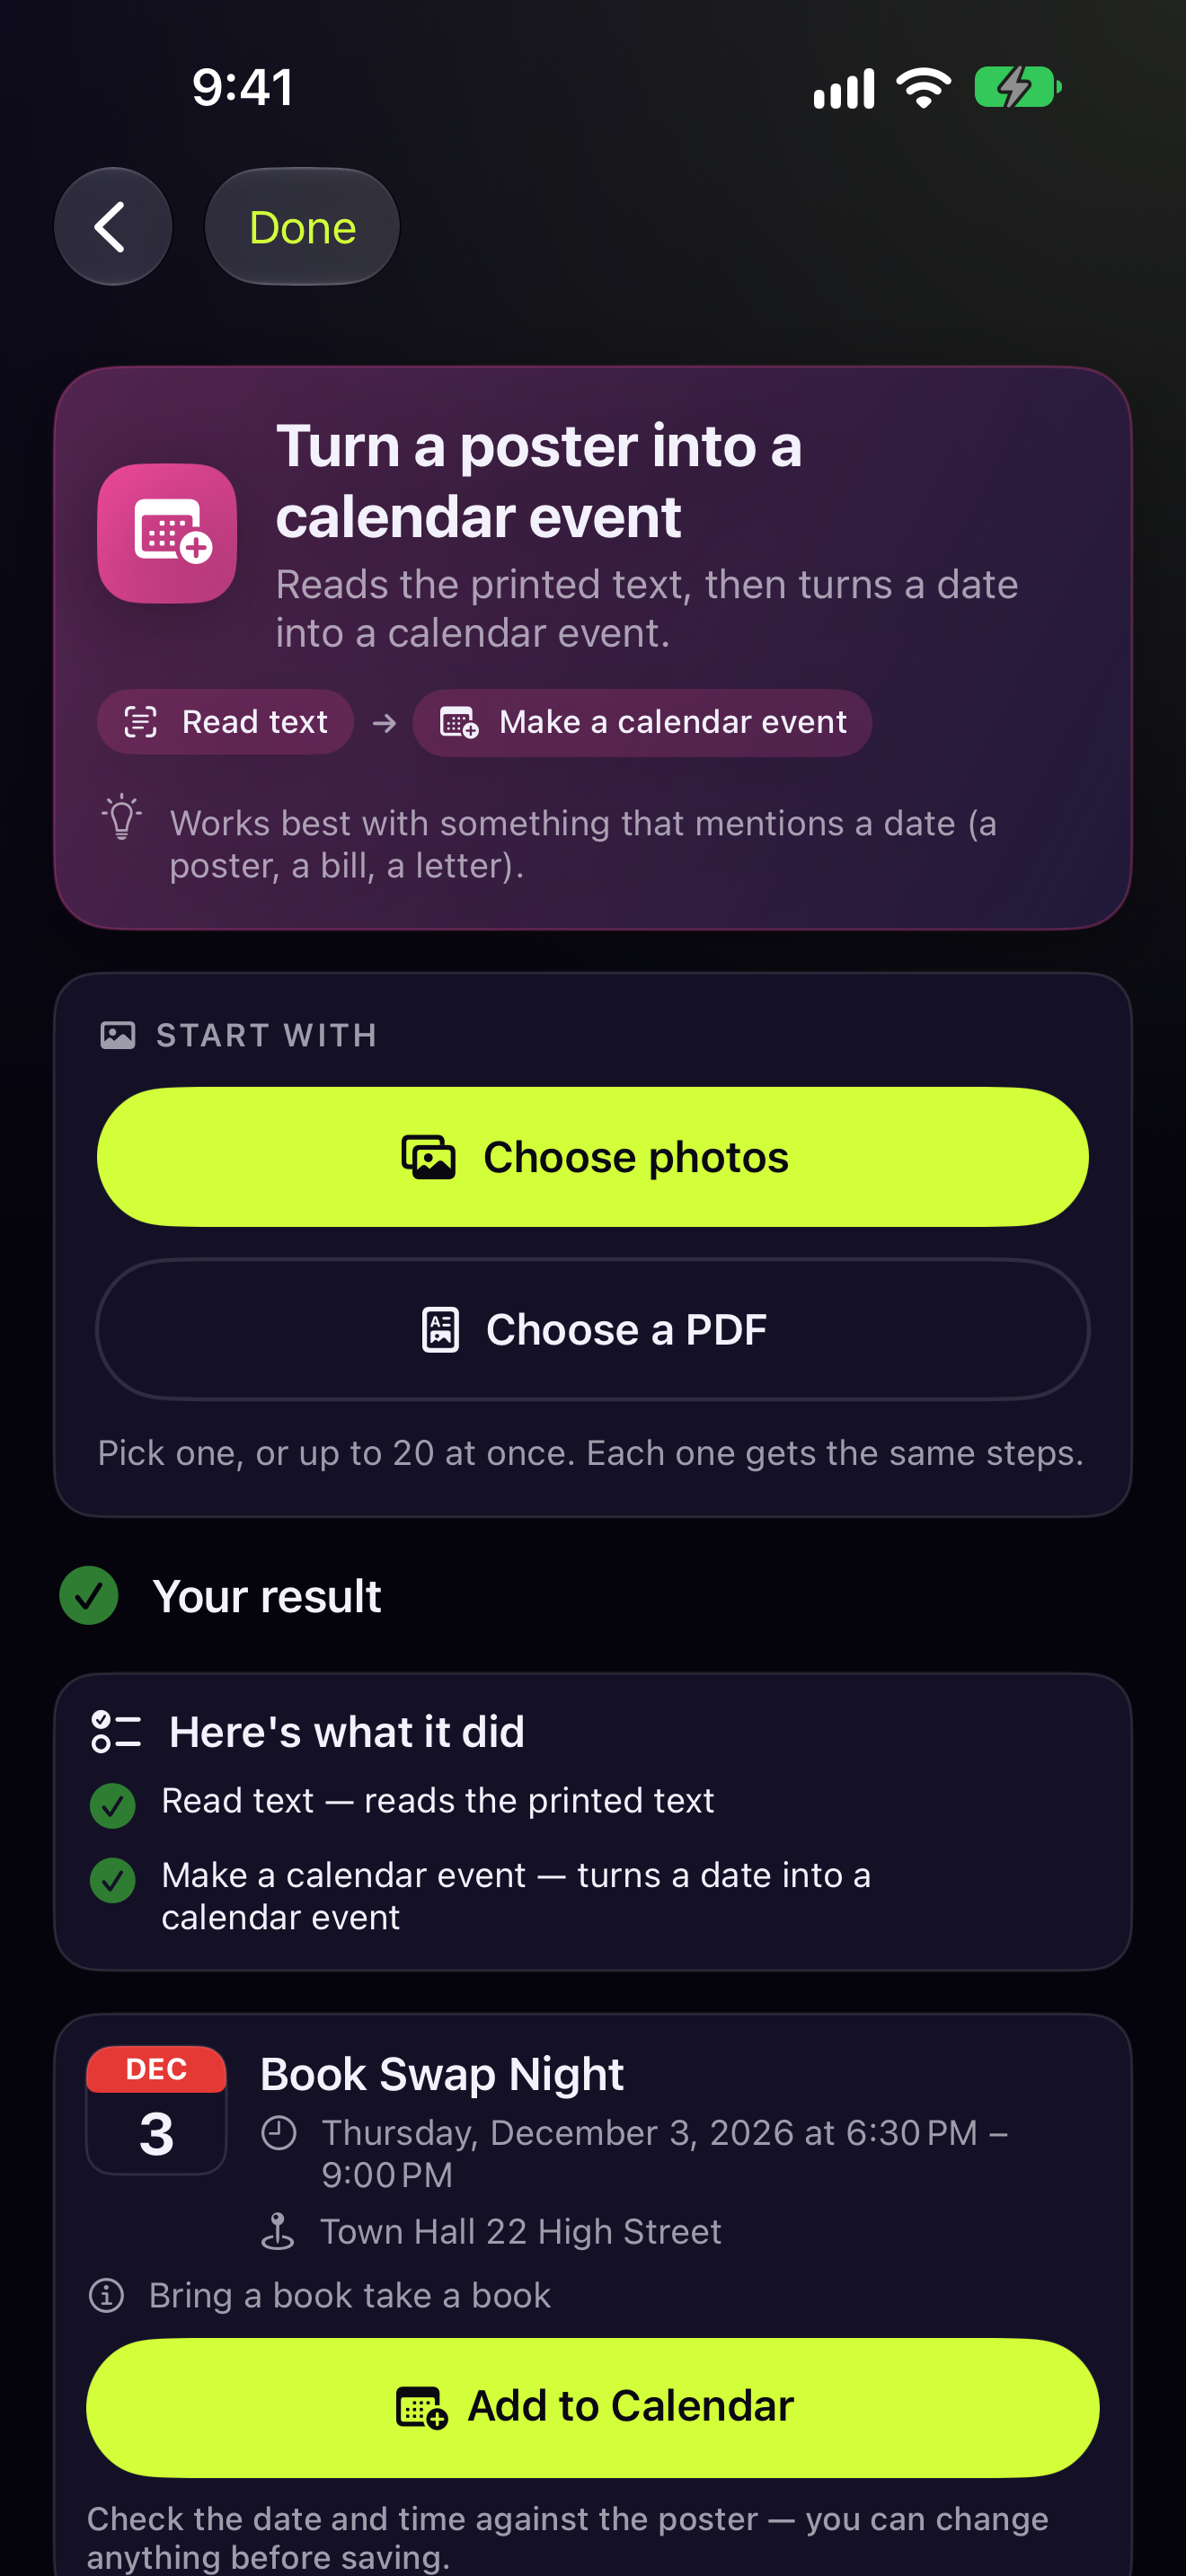 9:41
Done
Turn a poster into a
calendar event
Reads the printed text, then turns a date
into a calendar event.
Read text → Make a calendar event
Works best with something that mentions a date (a
poster, a bill, a letter).
START WITH
Choose photos
Choose a PDF
Pick one, or up to 20 at once. Each one gets the same steps.
Your result
Here's what it did
Read text — reads the printed text
Make a calendar event — turns a date into a
calendar event
DEC
3
Book Swap Night
Thursday, December 3, 2026 at 6:30 PM –
9:00 PM
Town Hall 22 High Street
Bring a book take a book
Add to Calendar
Check the date and time against the poster — you can change
anything before saving.